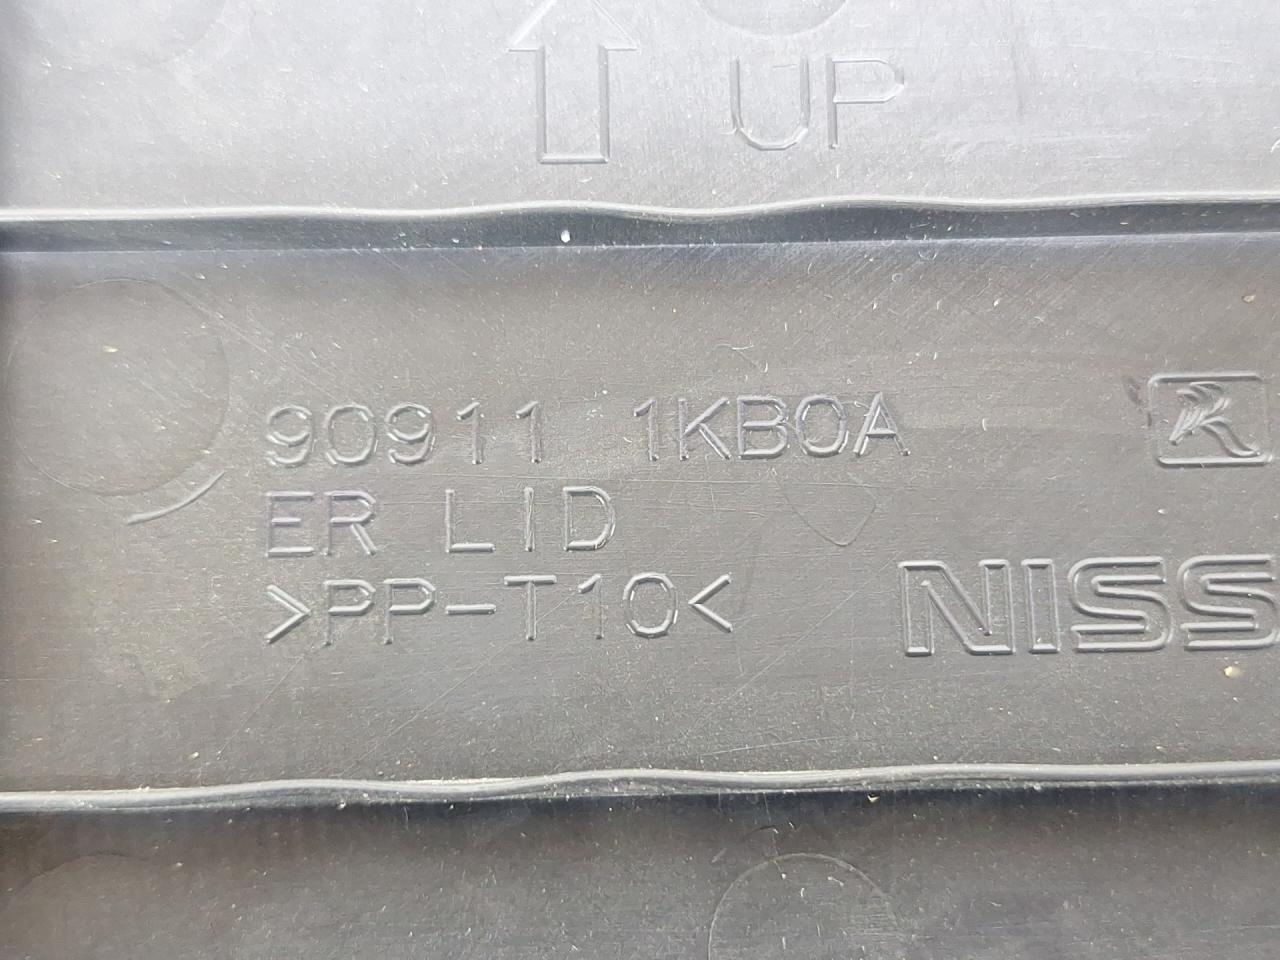 UP
90911 1KB0A
ER LID
>PP-T10<
NISS